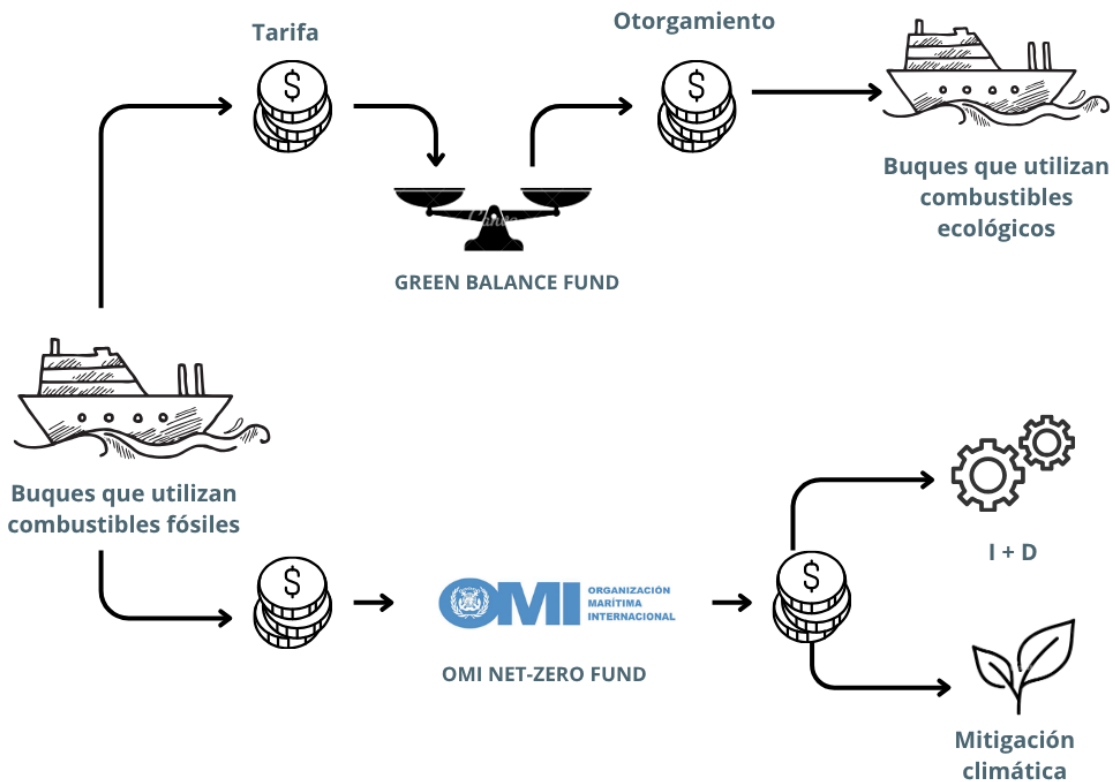 Tarifa
Otorgamiento
$
$
Buques que utilizan
combustibles
ecológicos
Canva
GREEN BALANCE FUND
Buques que utilizan
combustibles fósiles
I + D
$
$
OMI
ORGANIZACIÓN
MARÍTIMA
INTERNACIONAL
OMI NET-ZERO FUND
Mitigación
climática